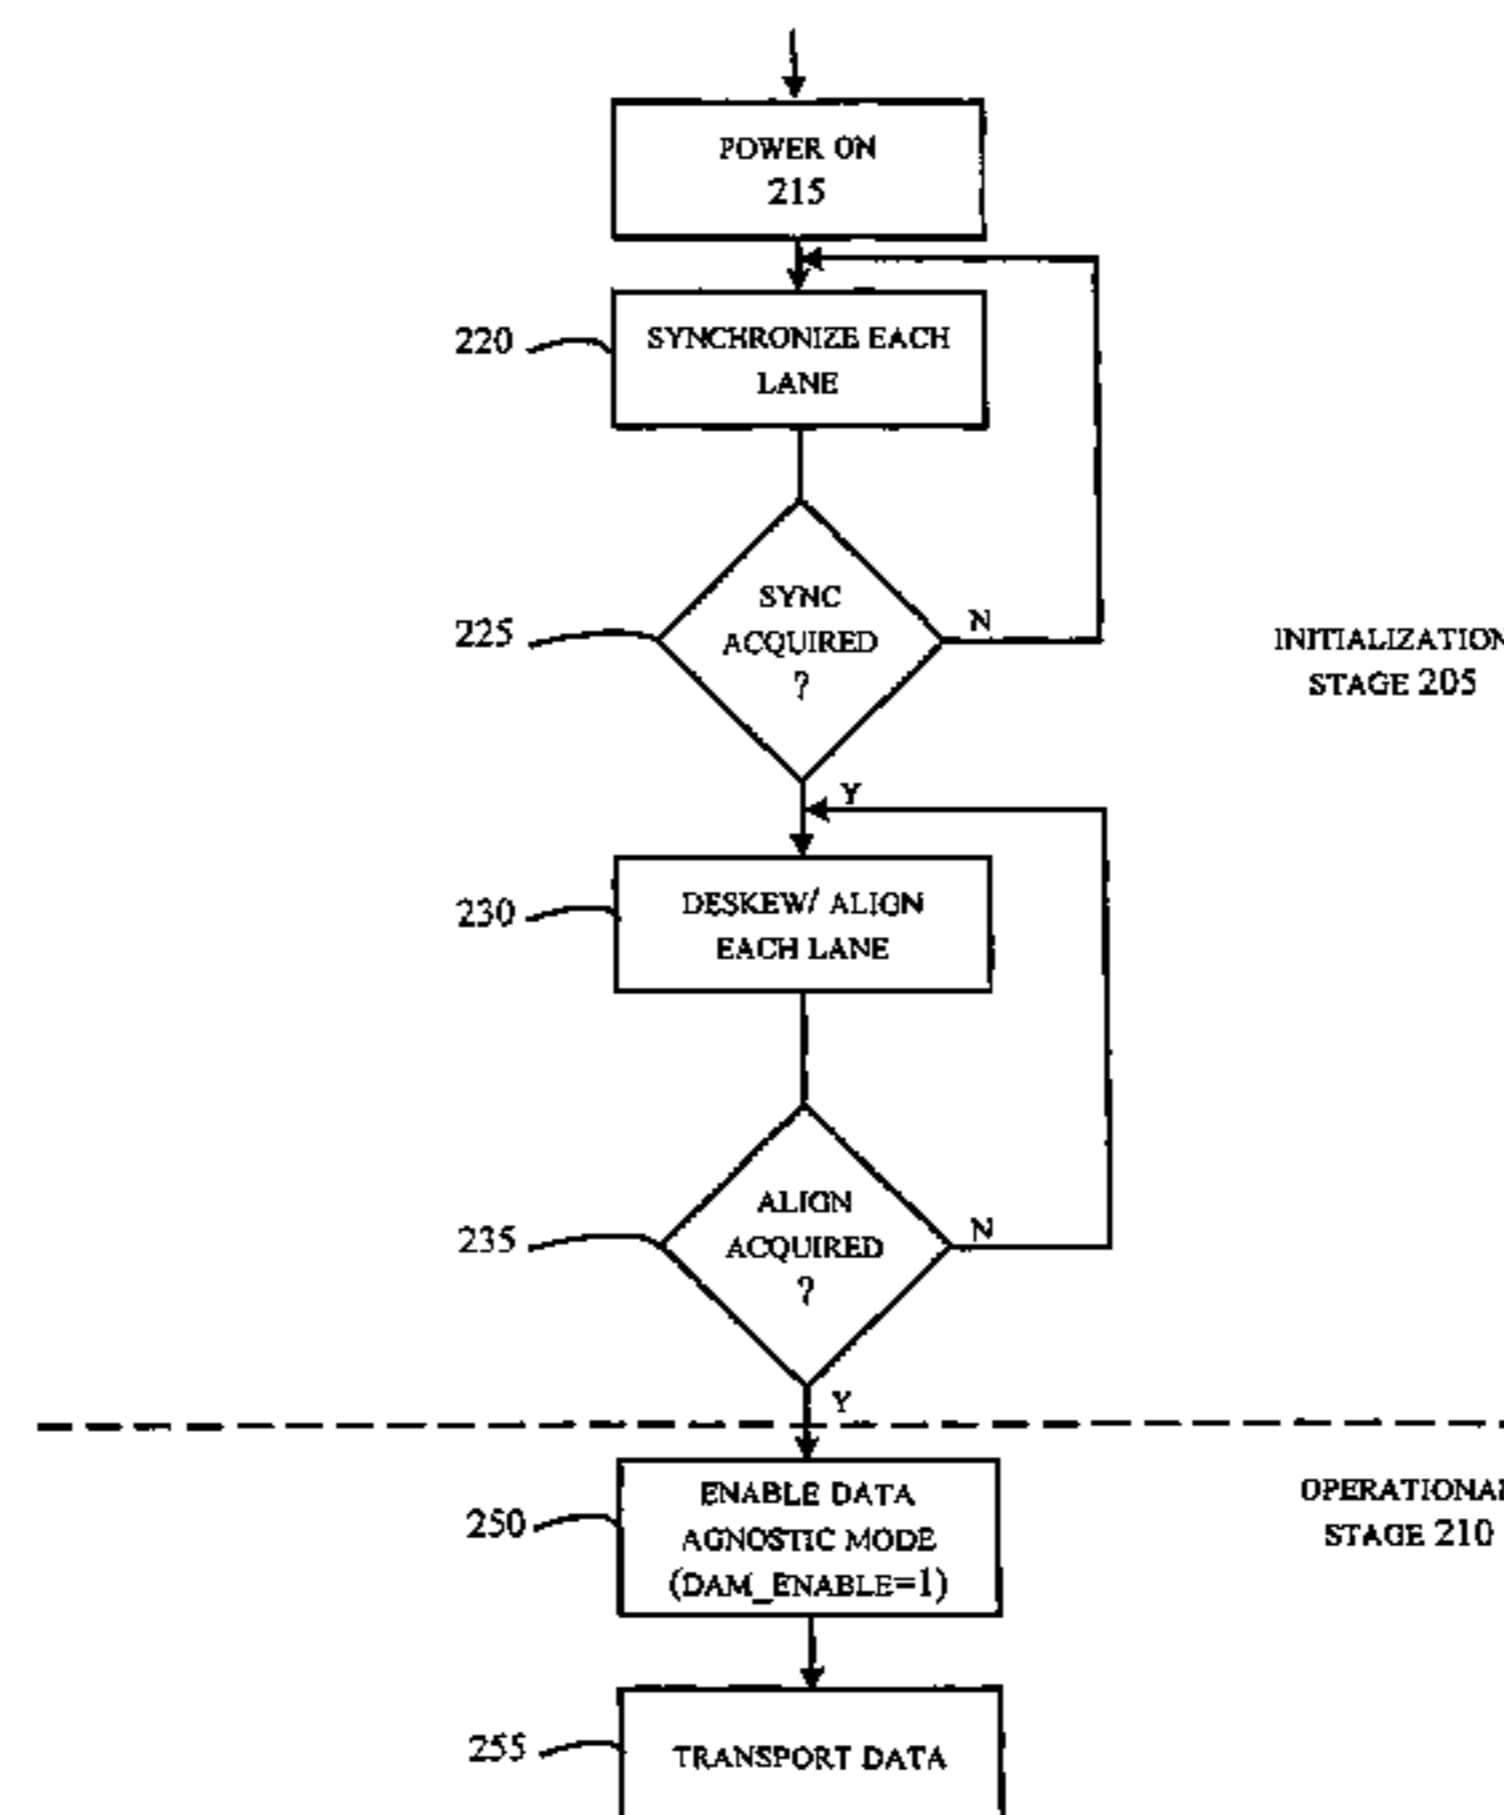 POWER ON
215
220
SYNCHRONIZE EACH
LANE
225
SYNC
ACQUIRED
?
N
INITIALIZATION
STAGE 205
Y
230
DESKEW/ ALIGN
EACH LANE
235
ALIGN
ACQUIRED
?
N
Y
250
ENABLE DATA
AGNOSTIC MODE
(DAM_ENABLE=1)
OPERATIONAL
STAGE 210
255
TRANSPORT DATA